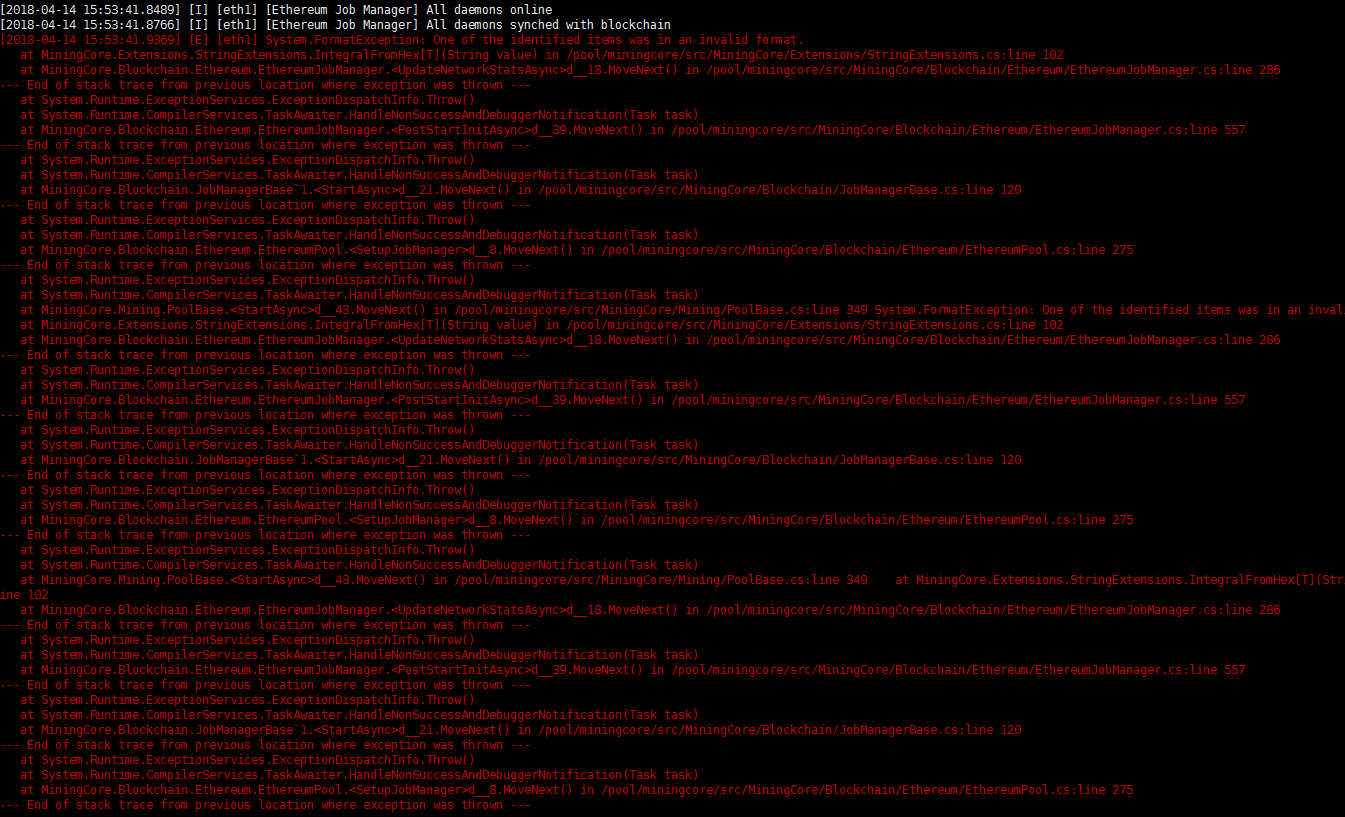 [2018-04-14 15:53:41.8489] [I] [eth1] [Ethereum Job Manager] All daemons online
[2018-04-14 15:53:41.8766] [I] [eth1] [Ethereum Job Manager] All daemons synched with blockchain
[2018-04-14 15:53:41.9369] [E] [eth1] System.FormatException: One of the identified items was in an invalid format.
   at MiningCore.Extensions.StringExtensions.IntegralFromHex[T](String value) in /pool/miningcore/src/MiningCore/Extensions/StringExtensions.cs:line 102
   at MiningCore.Blockchain.Ethereum.EthereumJobManager.<UpdateNetworkStatsAsync>d__18.MoveNext() in /pool/miningcore/src/MiningCore/Blockchain/Ethereum/EthereumJobManager.cs:line 286
--- End of stack trace from previous location where exception was thrown ---
   at System.Runtime.ExceptionServices.ExceptionDispatchInfo.Throw()
   at System.Runtime.CompilerServices.TaskAwaiter.HandleNonSuccessAndDebuggerNotification(Task task)
   at MiningCore.Blockchain.Ethereum.EthereumJobManager.<PostStartInitAsync>d__39.MoveNext() in /pool/miningcore/src/MiningCore/Blockchain/Ethereum/EthereumJobManager.cs:line 557
--- End of stack trace from previous location where exception was thrown ---
   at System.Runtime.ExceptionServices.ExceptionDispatchInfo.Throw()
   at System.Runtime.CompilerServices.TaskAwaiter.HandleNonSuccessAndDebuggerNotification(Task task)
   at MiningCore.Blockchain.JobManagerBase`1.<StartAsync>d__21.MoveNext() in /pool/miningcore/src/MiningCore/Blockchain/JobManagerBase.cs:line 120
--- End of stack trace from previous location where exception was thrown ---
   at System.Runtime.ExceptionServices.ExceptionDispatchInfo.Throw()
   at System.Runtime.CompilerServices.TaskAwaiter.HandleNonSuccessAndDebuggerNotification(Task task)
   at MiningCore.Blockchain.Ethereum.EthereumPool.<SetupJobManager>d__8.MoveNext() in /pool/miningcore/src/MiningCore/Blockchain/Ethereum/EthereumPool.cs:line 275
--- End of stack trace from previous location where exception was thrown ---
   at System.Runtime.ExceptionServices.ExceptionDispatchInfo.Throw()
   at System.Runtime.CompilerServices.TaskAwaiter.HandleNonSuccessAndDebuggerNotification(Task task)
   at MiningCore.Mining.PoolBase.<StartAsync>d__43.MoveNext() in /pool/miningcore/src/MiningCore/Mining/PoolBase.cs:line 349 System.FormatException: One of the identified items was in an inval
   at MiningCore.Extensions.StringExtensions.IntegralFromHex[T](String value) in /pool/miningcore/src/MiningCore/Extensions/StringExtensions.cs:line 102
   at MiningCore.Blockchain.Ethereum.EthereumJobManager.<UpdateNetworkStatsAsync>d__18.MoveNext() in /pool/miningcore/src/MiningCore/Blockchain/Ethereum/EthereumJobManager.cs:line 286
--- End of stack trace from previous location where exception was thrown ---
   at System.Runtime.ExceptionServices.ExceptionDispatchInfo.Throw()
   at System.Runtime.CompilerServices.TaskAwaiter.HandleNonSuccessAndDebuggerNotification(Task task)
   at MiningCore.Blockchain.Ethereum.EthereumJobManager.<PostStartInitAsync>d__39.MoveNext() in /pool/miningcore/src/MiningCore/Blockchain/Ethereum/EthereumJobManager.cs:line 557
--- End of stack trace from previous location where exception was thrown ---
   at System.Runtime.ExceptionServices.ExceptionDispatchInfo.Throw()
   at System.Runtime.CompilerServices.TaskAwaiter.HandleNonSuccessAndDebuggerNotification(Task task)
   at MiningCore.Blockchain.JobManagerBase`1.<StartAsync>d__21.MoveNext() in /pool/miningcore/src/MiningCore/Blockchain/JobManagerBase.cs:line 120
--- End of stack trace from previous location where exception was thrown ---
   at System.Runtime.ExceptionServices.ExceptionDispatchInfo.Throw()
   at System.Runtime.CompilerServices.TaskAwaiter.HandleNonSuccessAndDebuggerNotification(Task task)
   at MiningCore.Blockchain.Ethereum.EthereumPool.<SetupJobManager>d__8.MoveNext() in /pool/miningcore/src/MiningCore/Blockchain/Ethereum/EthereumPool.cs:line 275
--- End of stack trace from previous location where exception was thrown ---
   at System.Runtime.ExceptionServices.ExceptionDispatchInfo.Throw()
   at System.Runtime.CompilerServices.TaskAwaiter.HandleNonSuccessAndDebuggerNotification(Task task)
   at MiningCore.Mining.PoolBase.<StartAsync>d__43.MoveNext() in /pool/miningcore/src/MiningCore/Mining/PoolBase.cs:line 349    at MiningCore.Extensions.StringExtensions.IntegralFromHex[T](Str
ine 102
   at MiningCore.Blockchain.Ethereum.EthereumJobManager.<UpdateNetworkStatsAsync>d__18.MoveNext() in /pool/miningcore/src/MiningCore/Blockchain/Ethereum/EthereumJobManager.cs:line 286
--- End of stack trace from previous location where exception was thrown ---
   at System.Runtime.ExceptionServices.ExceptionDispatchInfo.Throw()
   at System.Runtime.CompilerServices.TaskAwaiter.HandleNonSuccessAndDebuggerNotification(Task task)
   at MiningCore.Blockchain.Ethereum.EthereumJobManager.<PostStartInitAsync>d__39.MoveNext() in /pool/miningcore/src/MiningCore/Blockchain/Ethereum/EthereumJobManager.cs:line 557
--- End of stack trace from previous location where exception was thrown ---
   at System.Runtime.ExceptionServices.ExceptionDispatchInfo.Throw()
   at System.Runtime.CompilerServices.TaskAwaiter.HandleNonSuccessAndDebuggerNotification(Task task)
   at MiningCore.Blockchain.JobManagerBase`1.<StartAsync>d__21.MoveNext() in /pool/miningcore/src/MiningCore/Blockchain/JobManagerBase.cs:line 120
--- End of stack trace from previous location where exception was thrown ---
   at System.Runtime.ExceptionServices.ExceptionDispatchInfo.Throw()
   at System.Runtime.CompilerServices.TaskAwaiter.HandleNonSuccessAndDebuggerNotification(Task task)
   at MiningCore.Blockchain.Ethereum.EthereumPool.<SetupJobManager>d__8.MoveNext() in /pool/miningcore/src/MiningCore/Blockchain/Ethereum/EthereumPool.cs:line 275
--- End of stack trace from previous location where exception was thrown ---